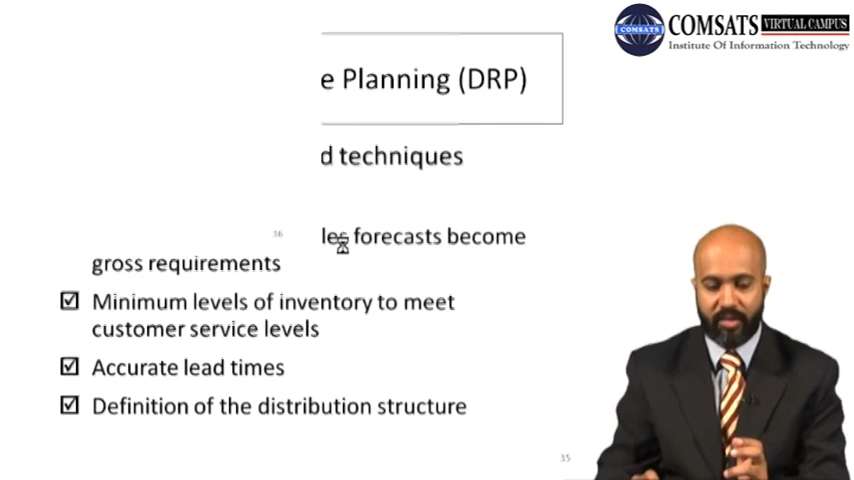 COMSATS
COMSATS VIRTUAL CAMPUS
Institute Of Information Technology
e Planning (DRP)
d techniques
36
les forecasts become
gross requirements
Minimum levels of inventory to meet
customer service levels
Accurate lead times
Definition of the distribution structure
35